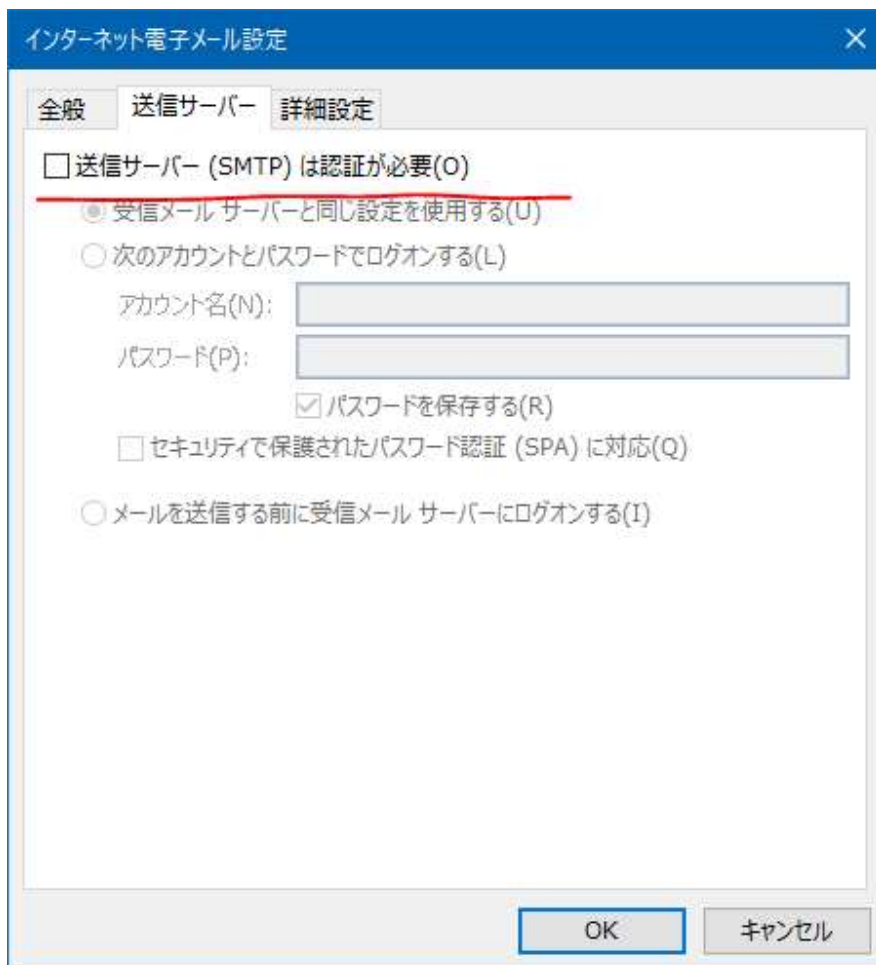 インターネット電子メール設定
全般 送信サーバー 詳細設定
送信サーバー (SMTP) は認証が必要(O)
受信メール サーバーと同じ設定を使用する(U)
次のアカウントとパスワードでログオンする(L)
アカウント名(N):
パスワード(P):
パスワードを保存する(R)
セキュリティで保護されたパスワード認証 (SPA) に対応(Q)
メールを送信する前に受信メール サーバーにログオンする(I)
OK キャンセル